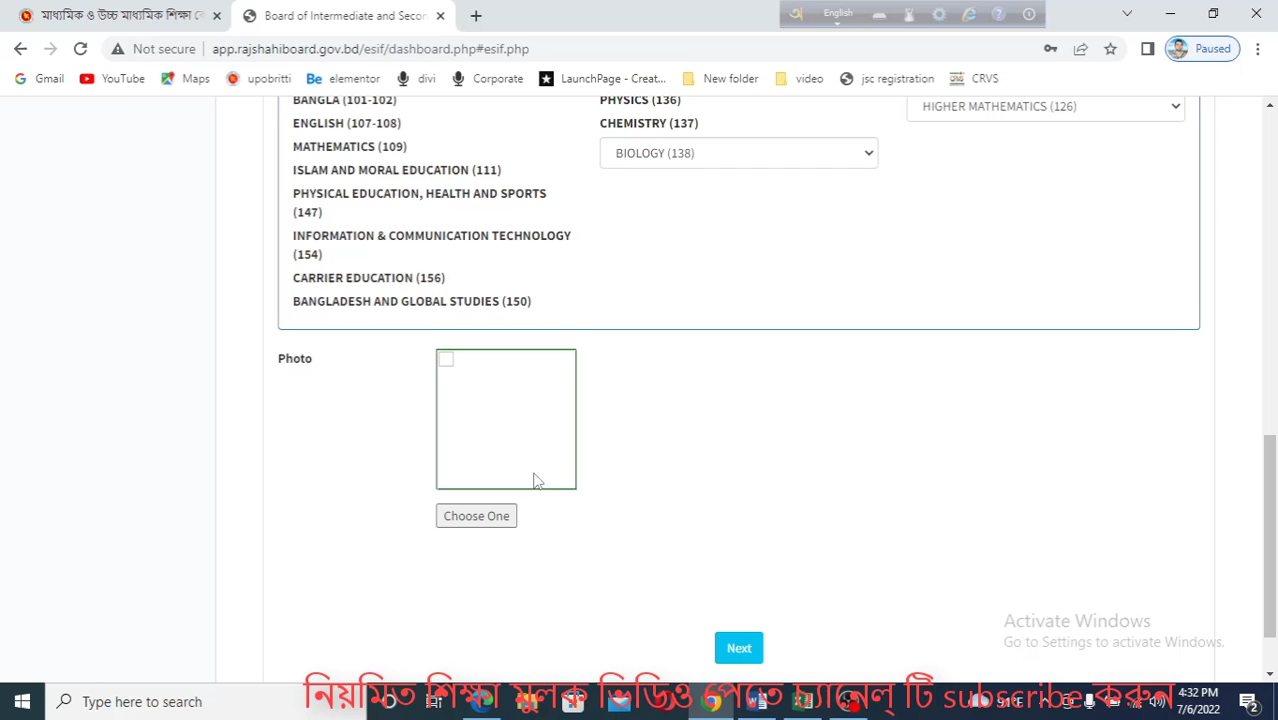 মাধ্যমিক ও উচ্চ মাধ্যমিক শিক্ষা বো
Board of Intermediate and Secon
English
Not secure
app.rajshahiboard.gov.bd/esif/dashboard.php#esif.php
Paused
Gmail
YouTube
Maps
upobritti
elementor
divi
Corporate
LaunchPage - Creat...
New folder
video
jsc registration
CRVS
BANGLA (101-102)
PHYSICS (136)
HIGHER MATHEMATICS (126)
ENGLISH (107-108)
CHEMISTRY (137)
MATHEMATICS (109)
BIOLOGY (138)
ISLAM AND MORAL EDUCATION (111)
PHYSICAL EDUCATION, HEALTH AND SPORTS
(147)
INFORMATION & COMMUNICATION TECHNOLOGY
(154)
CARRIER EDUCATION (156)
BANGLADESH AND GLOBAL STUDIES (150)
Photo
Choose One
Activate Windows
Go to Settings to activate Windows.
Next
নিয়মিত শিক্ষা মুলক ভিডিও পেতে চ্যানেল্ টি subscribe করুন
Type here to search
91°F
4:32 PM
7/6/2022
2